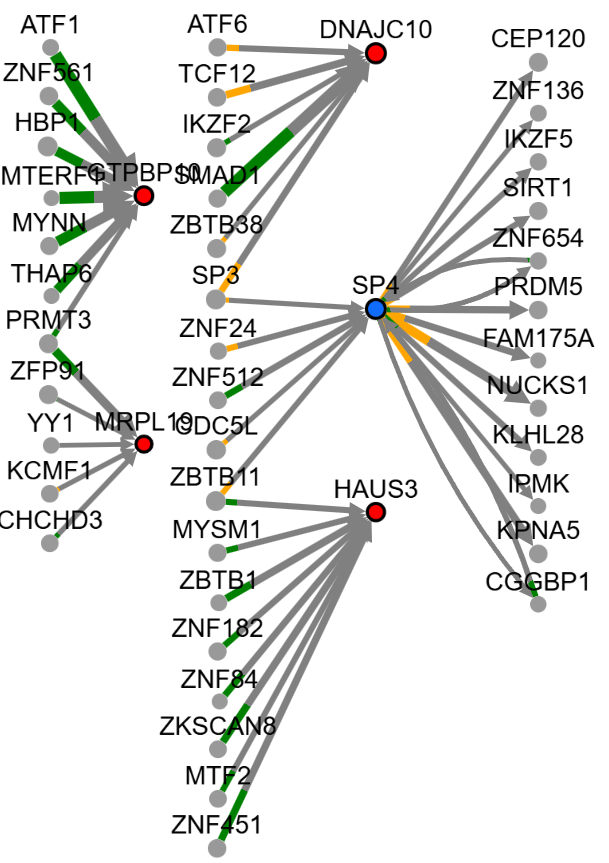 ATF1
ZNF561
HBP1
MTERF1
GTPBP10
MYNN
THAP6
PRMT3
ZFP91
YY1
MRPL19
KCMF1
CHCHD3
ATF6
TCF12
IKZF2
SMAD1
ZBTB38
SP3
ZNF24
ZNF512
CDC5L
ZBTB11
MYSM1
ZBTB1
ZNF182
ZNF84
ZKSCAN8
MTF2
ZNF451
DNAJC10
SP4
HAUS3
CEP120
ZNF136
IKZF5
SIRT1
ZNF654
PRDM5
FAM175A
NUCKS1
KLHL28
IPMK
KPNA5
CGGBP1